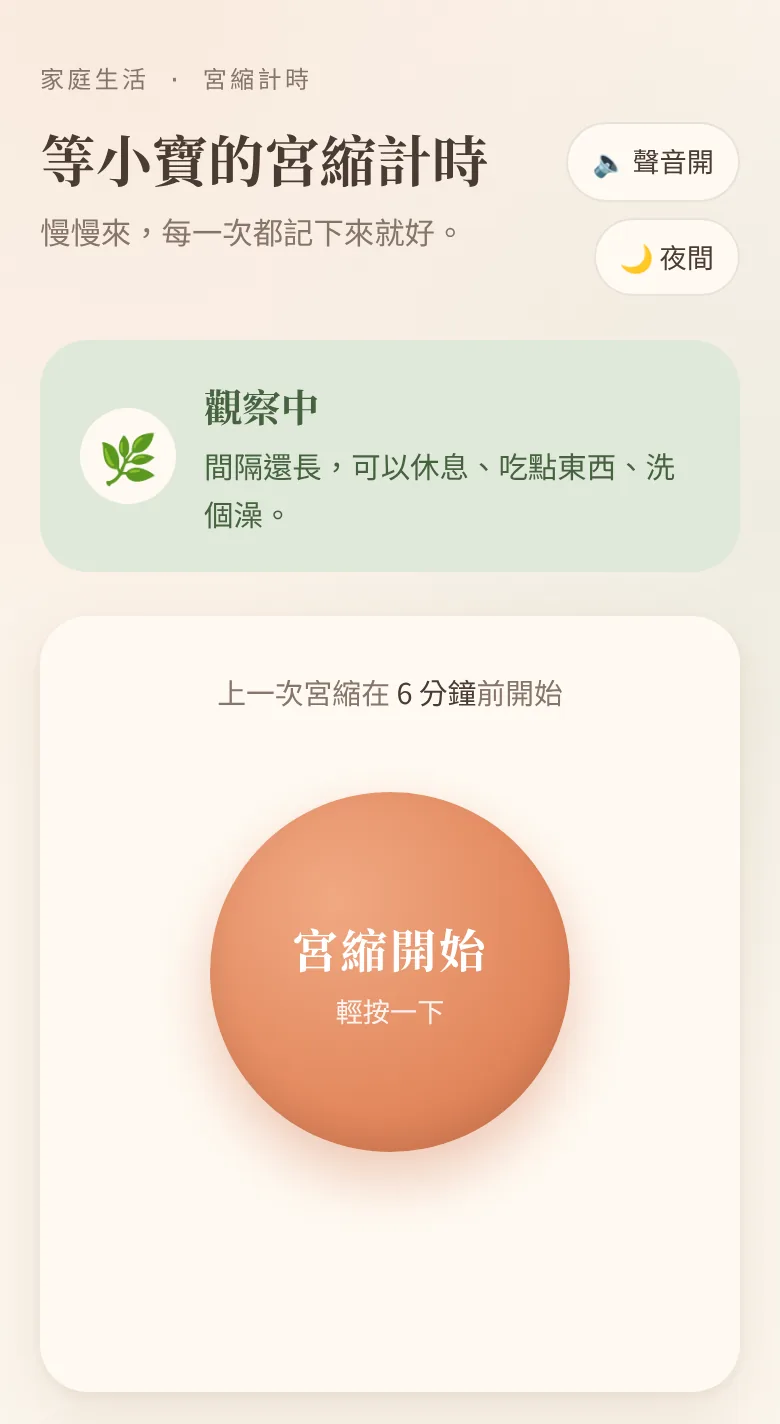 家庭生活 · 宮縮計時
等小寶的宮縮計時
慢慢來，每一次都記下來就好。
聲音開
夜間
觀察中
間隔還長，可以休息、吃點東西、洗
個澡。
上一次宮縮在 6 分鐘前開始
宮縮開始
輕按一下